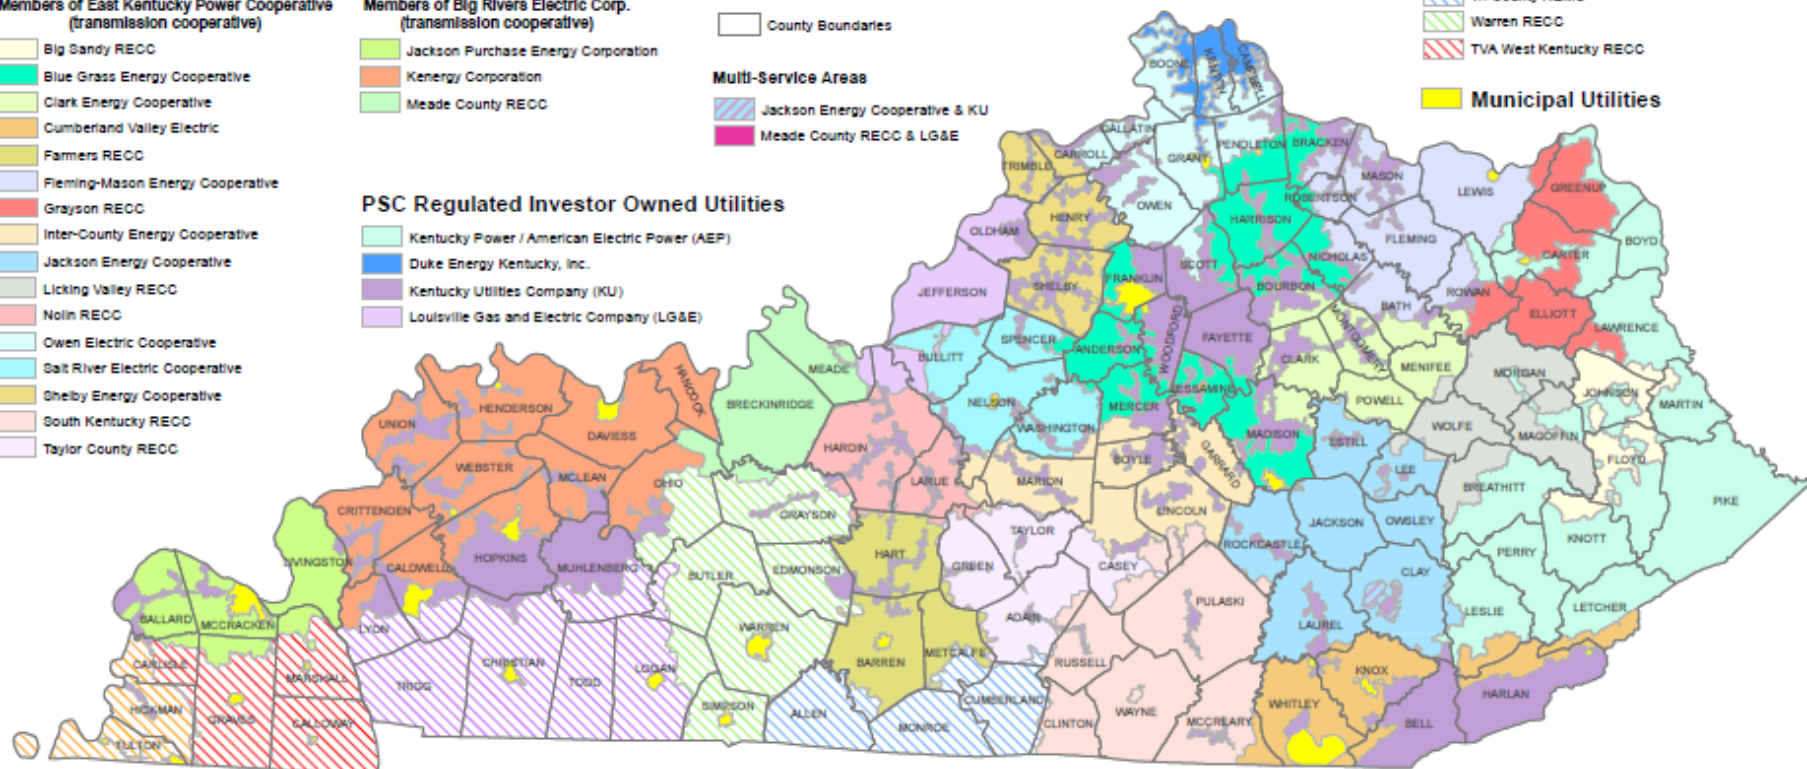 Members of East Kentucky Power Cooperative
(transmission cooperative)
Big Sandy RECC
Blue Grass Energy Cooperative
Clark Energy Cooperative
Cumberland Valley Electric
Farmers RECC
Fleming-Mason Energy Cooperative
Grayson RECC
Inter-County Energy Cooperative
Jackson Energy Cooperative
Licking Valley RECC
Nolin RECC
Owen Electric Cooperative
Salt River Electric Cooperative
Shelby Energy Cooperative
South Kentucky RECC
Taylor County RECC
Members of Big Rivers Electric Corp.
(transmission cooperative)
Jackson Purchase Energy Corporation
Kenergy Corporation
Meade County RECC
PSC Regulated Investor Owned Utilities
Kentucky Power / American Electric Power (AEP)
Duke Energy Kentucky, Inc.
Kentucky Utilities Company (KU)
Louisville Gas and Electric Company (LG&E)
County Boundaries
Multi-Service Areas
Jackson Energy Cooperative & KU
Meade County RECC & LG&E
Warren RECC
TVA West Kentucky RECC
Municipal Utilities
BOONE
KENTON
CAMPBELL
GALLATIN
CARROLL
TRIMBLE
GRANT
PENDLETON
BRACKEN
MASON
LEWIS
GREENUP
ROBERTSON
OWEN
HENRY
HARRISON
OLDHAM
FLEMING
BOYD
CARTER
NICHOLAS
SCOTT
FRANKLIN
SHELBY
BOURBON
JEFFERSON
BATH
ROWAN
ELLIOTT
LAWRENCE
MONTGOMERY
WOODFORD
FAYETTE
SPENCER
ANDERSON
BULLITT
CLARK
MENIFEE
MORGAN
MEADE
HANCOCK
JESSAMINE
POWELL
JOHNSON
MARTIN
BRECKINRIDGE
NELSON
MERCER
WASHINGTON
HENDERSON
UNION
DAVIESS
MADISON
ESTILL
WOLFE
MAGOFFIN
HARDIN
BOYLE
GARRARD
FLOYD
WEBSTER
MCLEAN
LEE
OHIO
LARUE
MARION
BREATHITT
PIKE
CRITTENDEN
GRAYSON
LINCOLN
JACKSON
OWSLEY
TAYLOR
KNOTT
ROCKCASTLE
HART
PERRY
LIVINGSTON
CALDWELL
HOPKINS
MUHLENBERG
BUTLER
EDMONSON
GREEN
CASEY
CLAY
PULASKI
LESLIE
LETCHER
BALLARD
MCCRACKEN
LYON
WARREN
ADAIR
LAUREL
CARLISLE
MARSHALL
CHRISTIAN
LOGAN
BARREN
METCALFE
RUSSELL
KNOX
TRIGG
TODD
CUMBERLAND
HARLAN
HICKMAN
GRAVES
CALLOWAY
SIMPSON
ALLEN
MONROE
CLINTON
WAYNE
MCCREARY
WHITLEY
BELL
FULTON